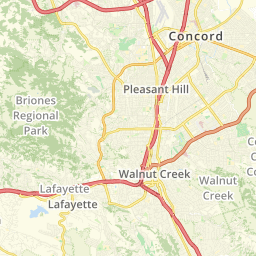 Concord
Pleasant Hill
Briones
Regional
Park
Walnut Creek
Lafayette
Lafayette
Walnut
Creek